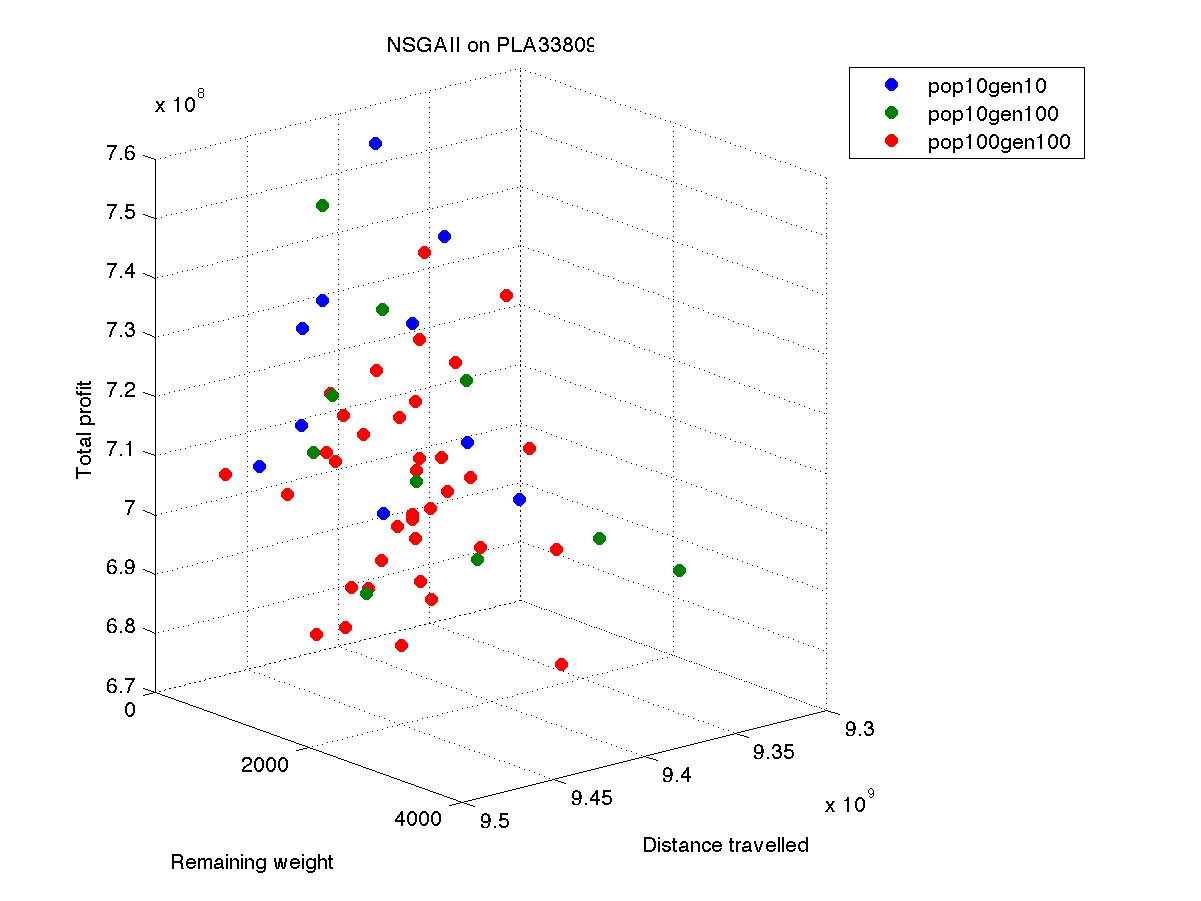 NSGAII on PLA33809
x 10^8
pop10gen10
pop10gen100
pop100gen100
7.6
7.5
7.4
7.3
7.2
7.1
7
6.9
6.8
6.7
Total profit
0
2000
4000
Remaining weight
9.5
9.45
9.4
9.35
9.3
x 10^9
Distance travelled